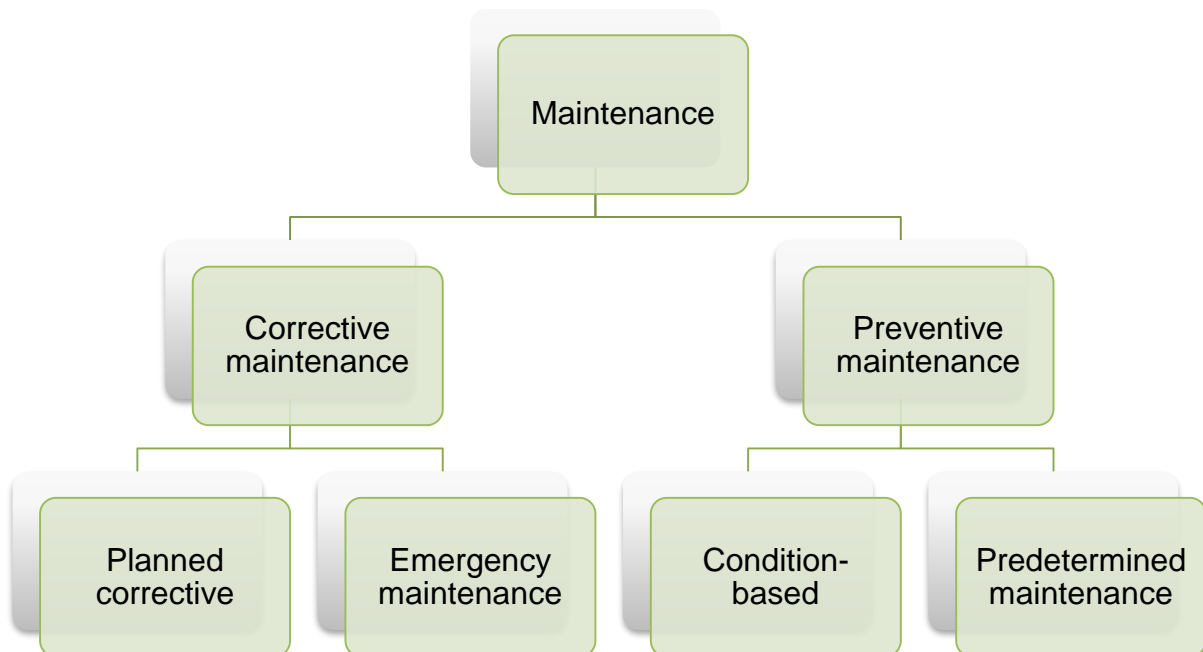 Maintenance
Corrective
maintenance
Preventive
maintenance
Planned
corrective
Emergency
maintenance
Condition-
based
Predetermined
maintenance